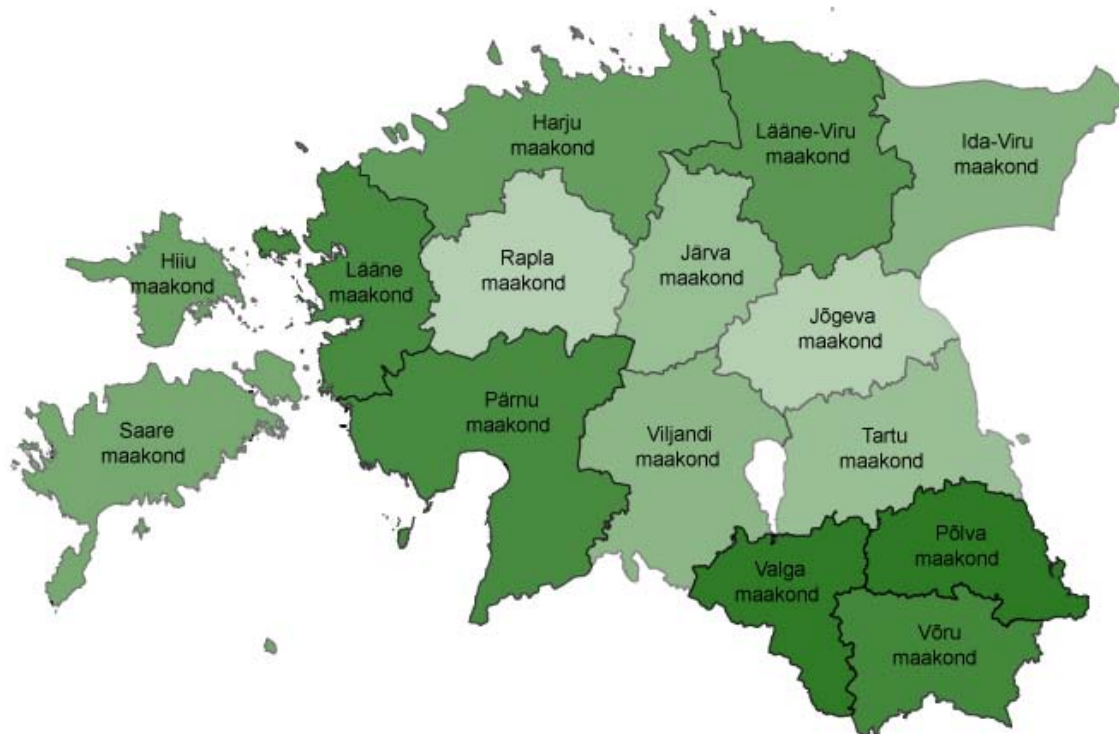 Harju
maakond
Lääne-Viru
maakond
Ida-Viru
maakond
Hiiu
maakond
Lääne
maakond
Rapla
maakond
Järva
maakond
Jõgeva
maakond
Saare
maakond
Pärnu
maakond
Viljandi
maakond
Tartu
maakond
Põlva
maakond
Valga
maakond
Võru
maakond